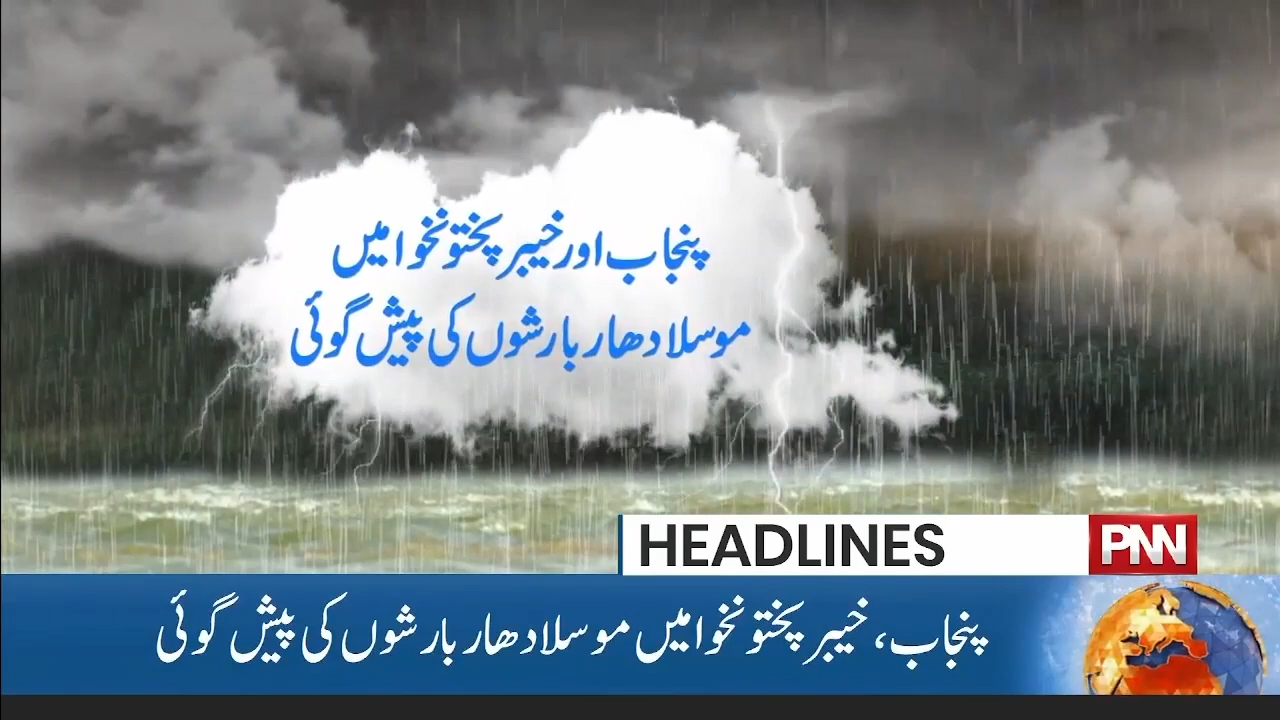 پنجاب اور خیبر پختونخوا میں
موسلا دھار بارشوں کی پیش گوئی
HEADLINES
PNN
پنجاب، خیبر پختونخوا میں موسلا دھار بارشوں کی پیش گوئی